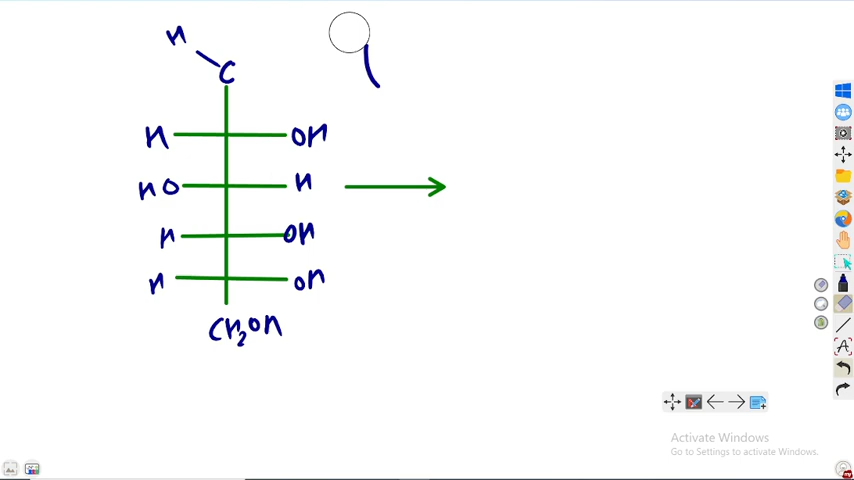 H
C
H OH
HO H
H OH
H OH
CH2OH
Activate Windows
Go to Settings to activate Windows.